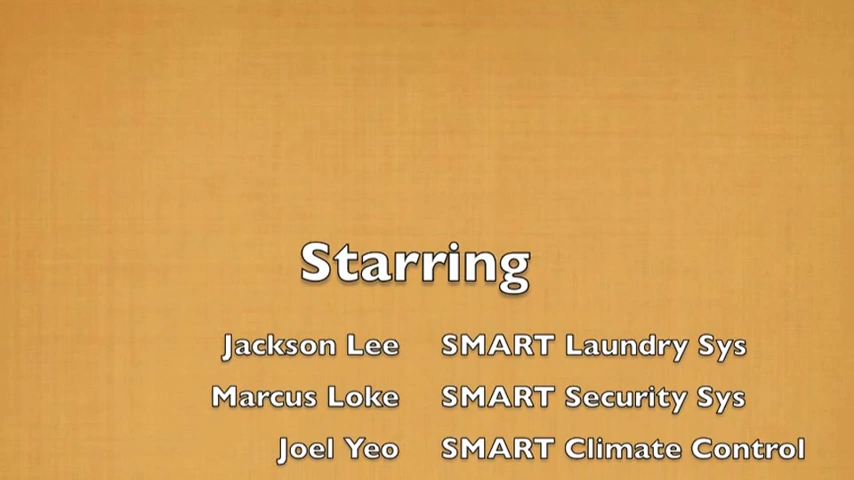 Starring
Jackson Lee SMART Laundry Sys
Marcus Loke SMART Security Sys
Joel Yeo SMART Climate Control